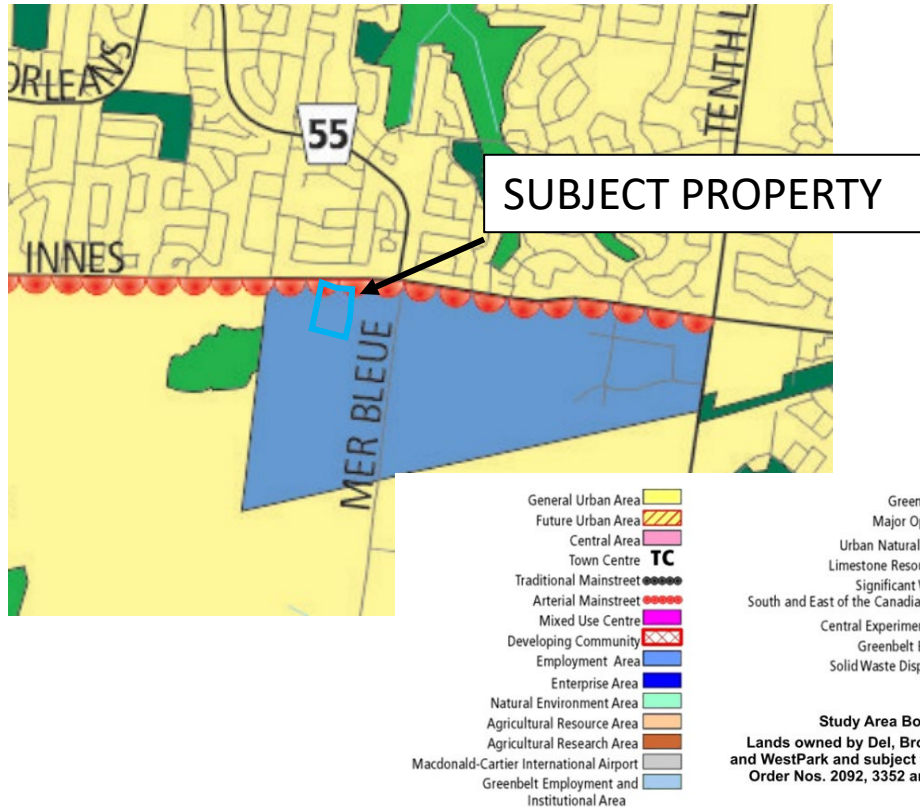 ORLEANS
TENTH L
55
SUBJECT PROPERTY
INNES
MER BLEUE
General Urban Area
Future Urban Area
Central Area
Town Centre TC
Traditional Mainstreet
Arterial Mainstreet
Mixed Use Centre
Developing Community
Employment Area
Enterprise Area
Natural Environment Area
Agricultural Resource Area
Agricultural Research Area
Macdonald-Cartier International Airport
Greenbelt Employment and
Institutional Area
Green
Major Op
Urban Natural
Limestone Resou
Significant W
South and East of the Canadia
Central Experimen
Greenbelt E
Solid Waste Disp
Study Area Bo
Lands owned by Del, Bro
and WestPark and subject
Order Nos. 2092, 3352 a